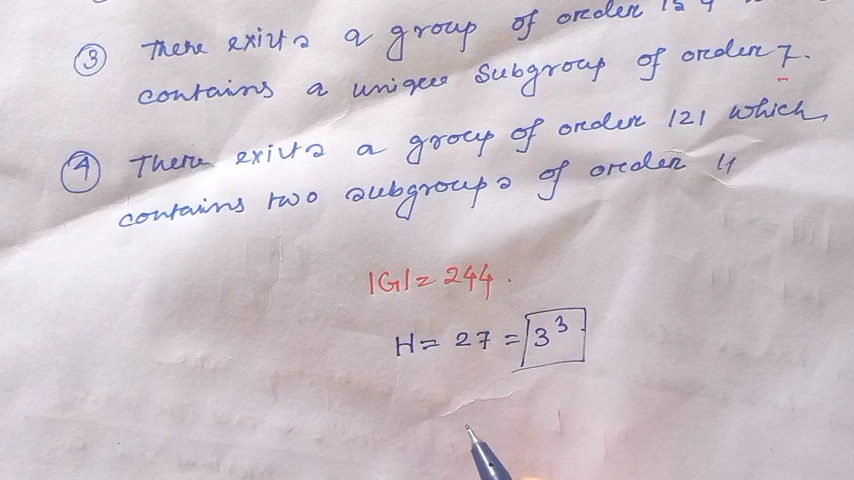 ③ There exists a group of order
contains a unique subgroup of order 7.
④ There exists a group of order 121 which
contains two subgroups of order 11
|G| = 244.
H = 27 = 3³